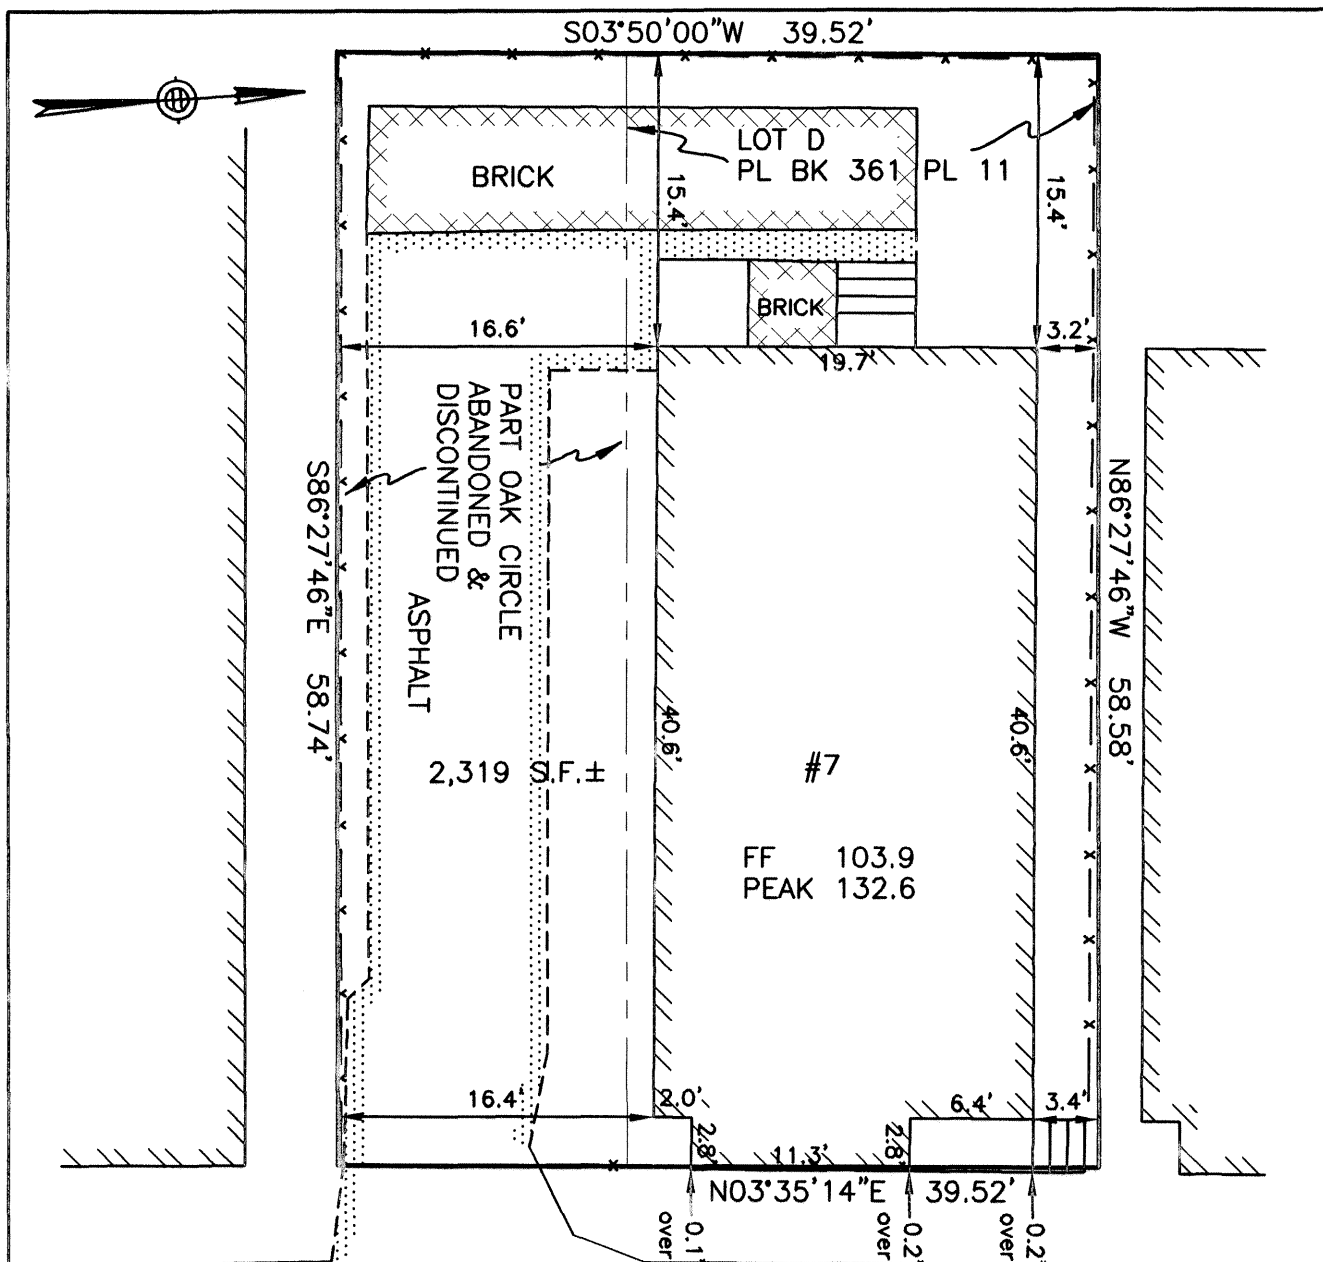 S03°50'00"W 39.52'
LOT D
PL BK 361 PL 11
BRICK
15.4'
15.4'
BRICK
16.6'
3.2'
19.7'
PART OAK CIRCLE
ABANDONED &
DISCONTINUED
ASPHALT
S86°27'46"E 58.74'
N86°27'46"W 58.58'
40.6'
40.6'
2,319 S.F.±
#7
FF 103.9
PEAK 132.6
16.4'
2.0'
6.4'
3.4'
2.8'
2.8'
11.3'
N03°35'14"E 39.52'
0.1'
over
0.2'
over
0.2'
over